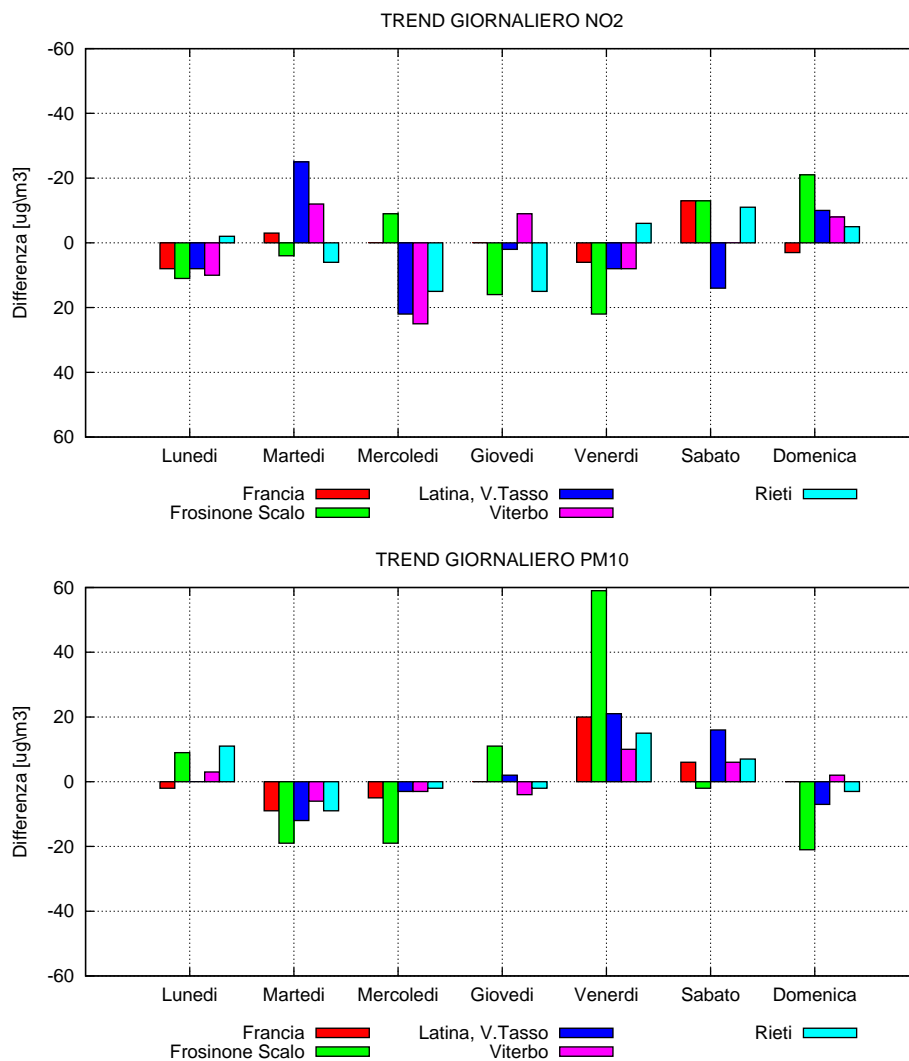 TREND GIORNALIERO NO2
-60
-40
-20
0
20
40
60
Differenza [ug\m3]
Lunedi Martedi Mercoledi Giovedi Venerdi Sabato Domenica
Francia Latina, V.Tasso Rieti
Frosinone Scalo Viterbo
TREND GIORNALIERO PM10
60
40
20
0
-20
-40
-60
Differenza [ug\m3]
Lunedi Martedi Mercoledi Giovedi Venerdi Sabato Domenica
Francia Latina, V.Tasso Rieti
Frosinone Scalo Viterbo